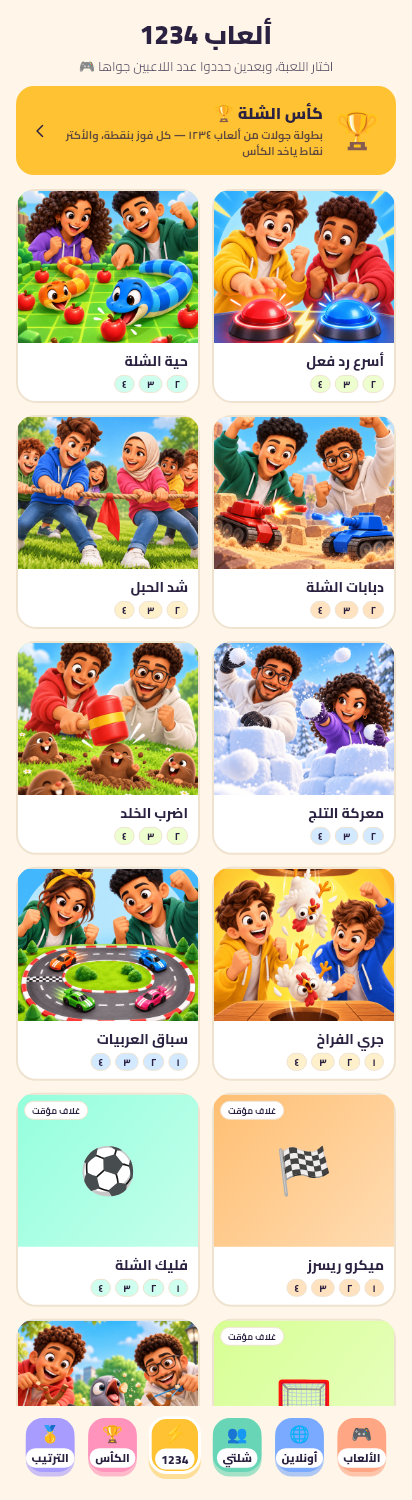 ألعاب 1234
اختار اللعبة، وبعدين حددوا عدد اللاعبين جواها 🎮
كأس الشلة 🏆
بطولة جولات من ألعاب ١٢٣٤ — كل فوز بنقطة، والأكتر
نقاط ياخد الكأس
أسرع رد فعل
٢ ٣ ٤
حية الشلة
٢ ٣ ٤
دبابات الشلة
٢ ٣ ٤
شد الحبل
٢ ٣ ٤
معركة التلج
٢ ٣ ٤
اضرب الخلد
٢ ٣ ٤
جري الفراخ
١ ٢ ٣ ٤
سباق العربيات
١ ٢ ٣ ٤
غلاف مؤقت
ميكرو ريسرز
١ ٢ ٣ ٤
غلاف مؤقت
فليك الشلة
١ ٢ ٣ ٤
غلاف مؤقت
الألعاب
أونلاين
شلتي
1234
الكأس
الترتيب